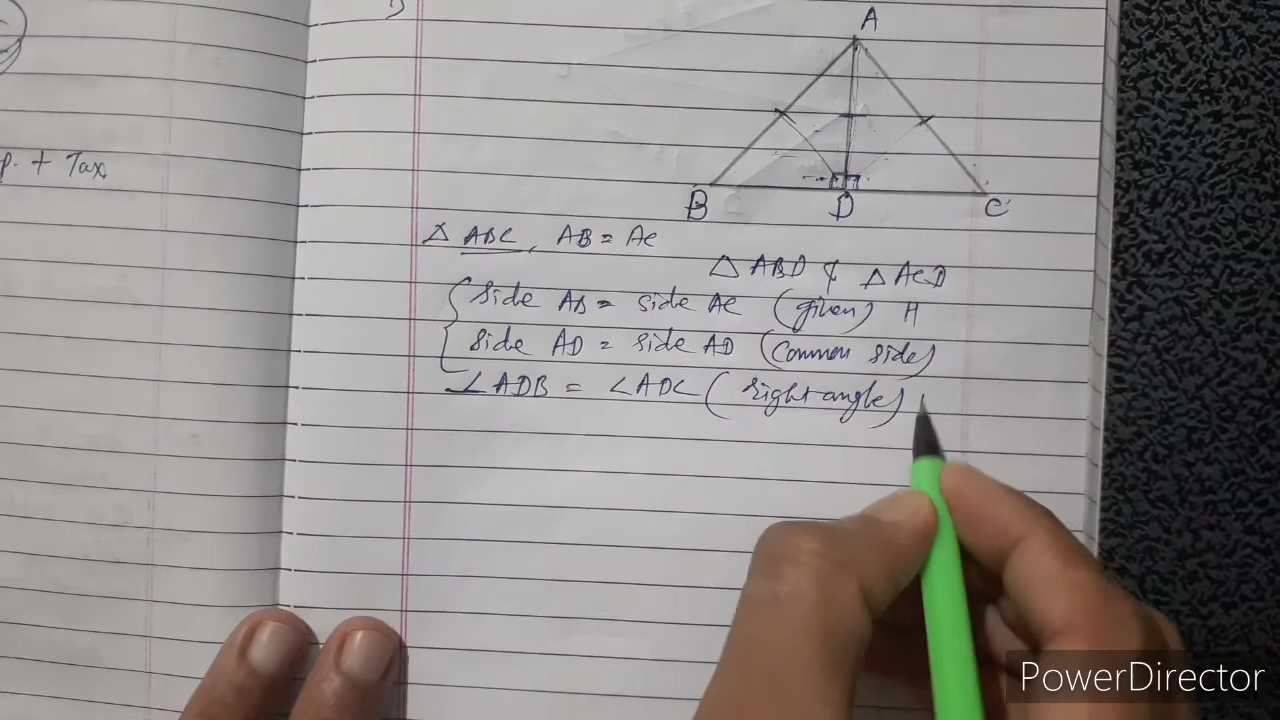 A
P. + Tax
B D C
△ ABC, AB = AC
△ ABD & △ ACD
Side AB = side AC (given) H
Side AD = side AD (Common side)
∠ADB = ∠ADC (right angle)
PowerDirector